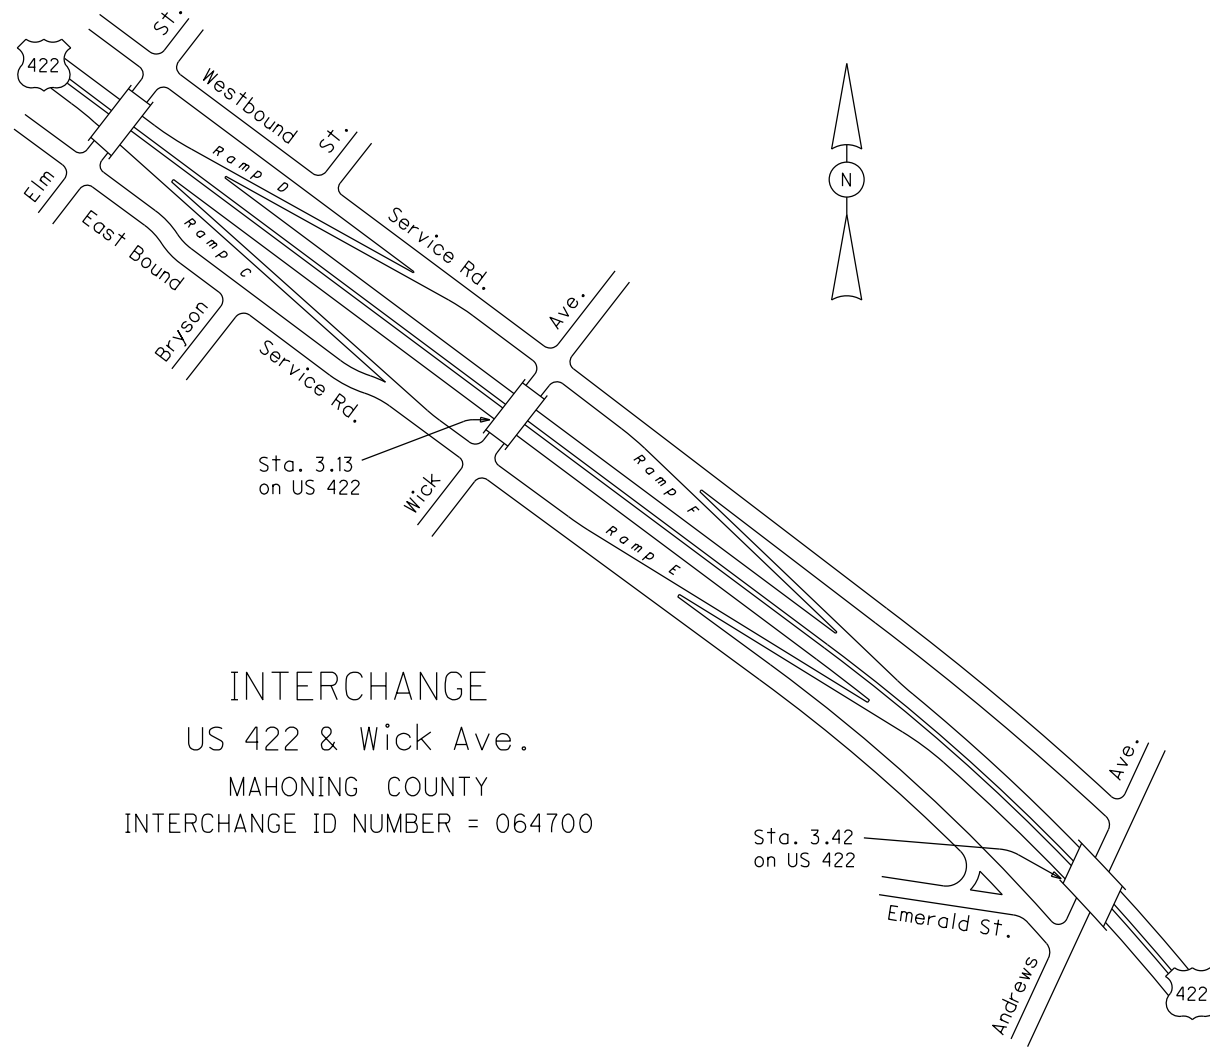 St.
422
Westbound
St.
Elm
Ramp D
N
East Bound
Ramp C
Service Rd.
Ave.
Bryson
Service Rd.
Sta. 3.13
on US 422
Wick
Ramp F
Ramp E
INTERCHANGE
US 422 & Wick Ave.
MAHONING COUNTY
INTERCHANGE ID NUMBER = 064700
Ave.
Sta. 3.42
on US 422
Emerald St.
Andrews
422